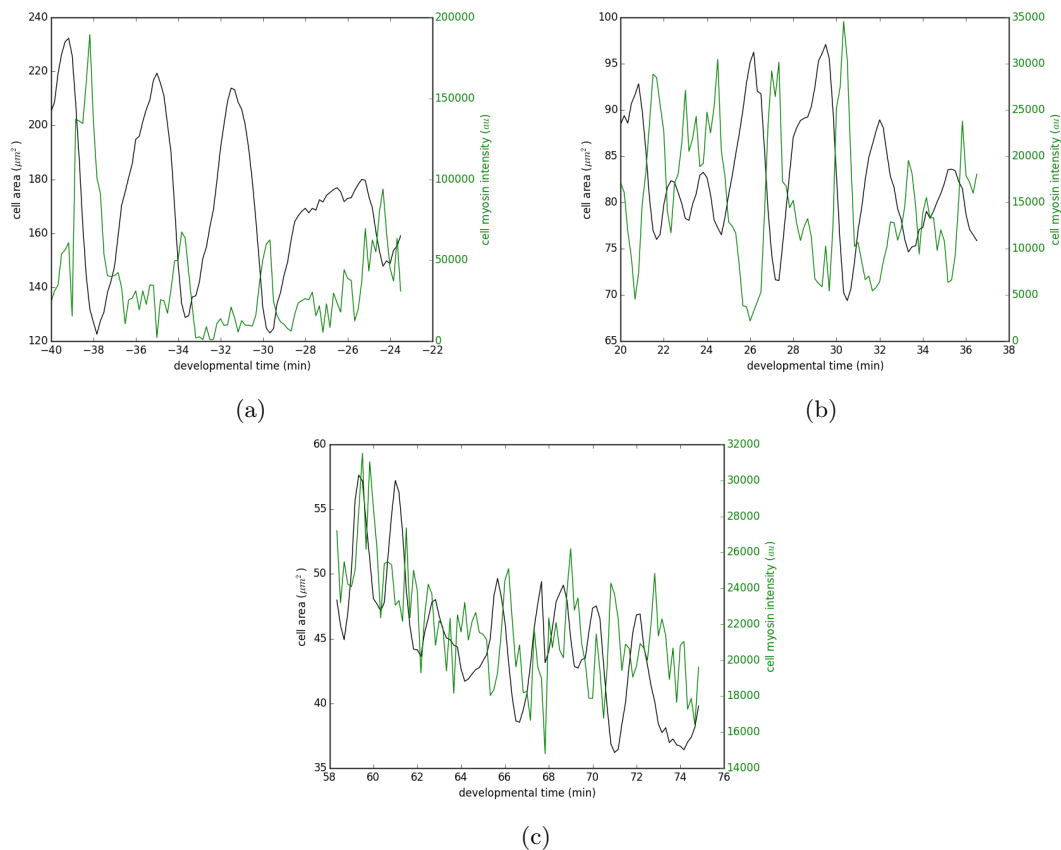 240
220
200
180
160
140
120
cell area (μm²)
−40 −38 −36 −34 −32 −30 −28 −26 −24 −22
developmental time (min)
200000
150000
100000
50000
0
cell myosin intensity (au)
(a)
100
95
90
85
80
75
70
65
cell area (μm²)
20 22 24 26 28 30 32 34 36 38
developmental time (min)
35000
30000
25000
20000
15000
10000
5000
0
cell myosin intensity (au)
(b)
60
55
50
45
40
35
cell area (μm²)
58 60 62 64 66 68 70 72 74 76
developmental time (min)
32000
30000
28000
26000
24000
22000
20000
18000
16000
14000
cell myosin intensity (au)
(c)